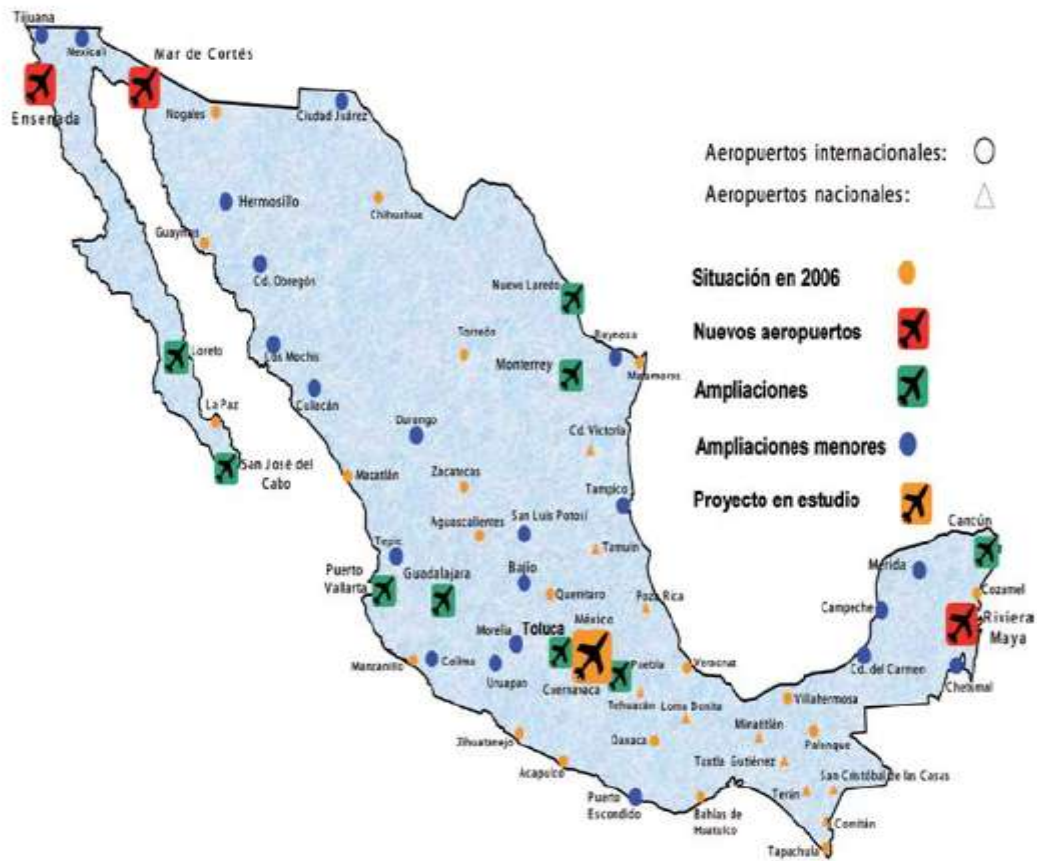 Tijuana
Nexicali
Mar de Cortés
Ensenada
Nogales
Ciudad Juárez
Aeropuertos internacionales:
Aeropuertos nacionales:
Hermosillo
Chihuahua
Guaymas
Cd. Obregón
Situación en 2006
Nuevo Laredo
Nuevos aeropuertos
Torreón
Reynosa
Loreto
Los Mochis
Monterrey
Matamoros
Ampliaciones
Culiacán
La Paz
Durango
Cd. Victoria
Ampliaciones menores
San José del
Cabo
Mazatlán
Zacatecas
Tampico
Proyecto en estudio
Aguascalientes
San Luis Potosí
Cancún
Tepic
Tamuin
Puerto
Vallarta
Guadalajara
Bajío
Mérida
Querétaro
Poza Rica
Cozamel
Campeche
Riviera
Maya
Morelia
Toluca
México
Manzanillo
Colima
Uruapan
Puebla
Veracruz
Cd. del Carmen
Chetumal
Cuernavaca
Tehuacán
Loma Bonita
Villahermosa
Jihuatanejo
Oaxaca
Minatitlán
Palenque
Acapulco
Tuxtla
Gutiérrez
San Cristóbal de las Casas
Puerto
Escondido
Bahías de
Huatulco
Terán
Comitán
Tapachula